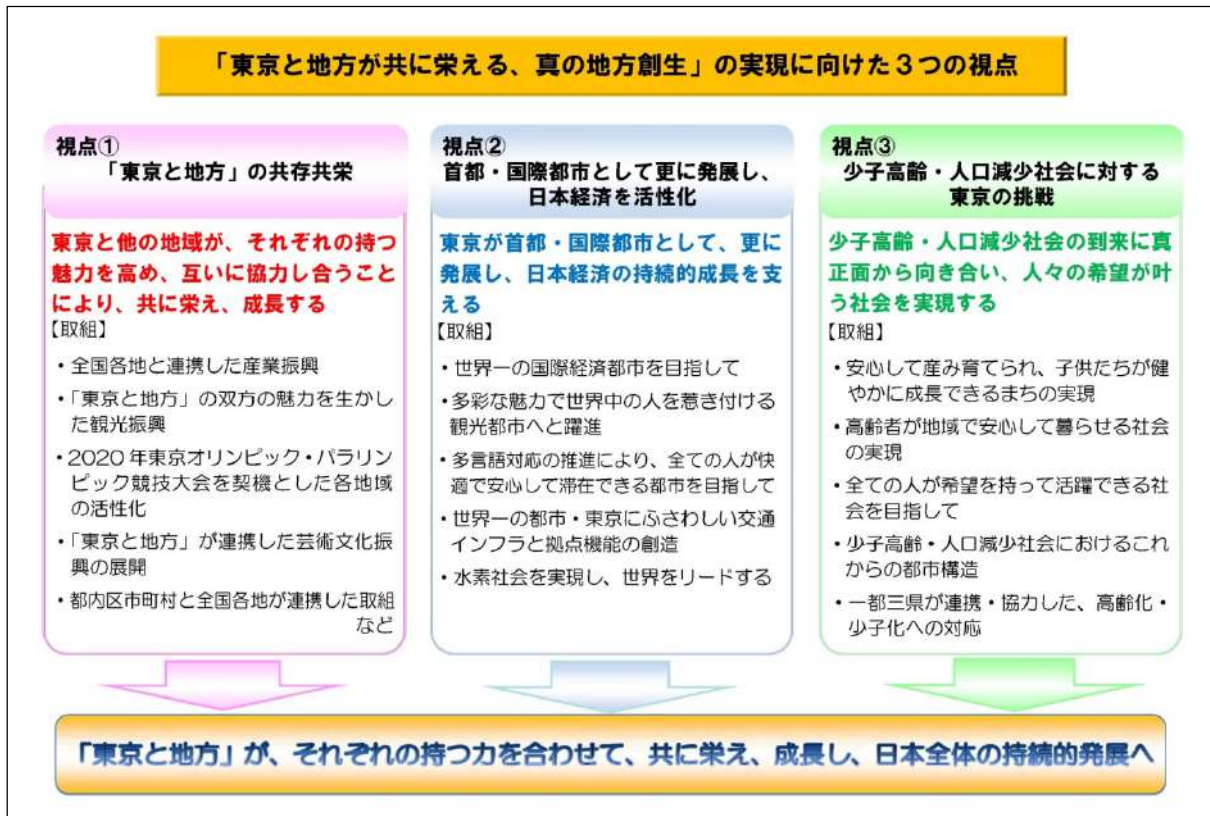 「東京と地方が共に栄える、真の地方創生」の実現に向けた３つの視点
視点①
「東京と地方」の共存共栄
東京と他の地域が、それぞれの持つ
魅力を高め、互いに協力し合うこと
により、共に栄え、成長する
【取組】
・全国各地と連携した産業振興
・「東京と地方」の双方の魅力を生かし
た観光振興
・2020年東京オリンピック・パラリン
ピック競技大会を契機とした各地域
の活性化
・「東京と地方」が連携した芸術文化振
興の展開
・都内区市町村と全国各地が連携した取組
など
視点②
首都・国際都市として更に発展し、
日本経済を活性化
東京が首都・国際都市として、更に
発展し、日本経済の持続的成長を支
える
【取組】
・世界一の国際経済都市を目指して
・多彩な魅力で世界中の人を惹き付ける
観光都市へと躍進
・多言語対応の推進により、全ての人が快
適で安心して滞在できる都市を目指して
・世界一の都市・東京にふさわしい交通
インフラと拠点機能の創造
・水素社会を実現し、世界をリードする
視点③
少子高齢・人口減少社会に対する
東京の挑戦
少子高齢・人口減少社会の到来に真
正面から向き合い、人々の希望が叶
う社会を実現する
【取組】
・安心して産み育てられ、子供たちが健
やかに成長できるまちの実現
・高齢者が地域で安心して暮らせる社会
の実現
・全ての人が希望を持って活躍できる社
会を目指して
・少子高齢・人口減少社会におけるこれ
からの都市構造
・一都三県が連携・協力した、高齢化・
少子化への対応
「東京と地方」が、それぞれの持つ力を合わせて、共に栄え、成長し、日本全体の持続的発展へ